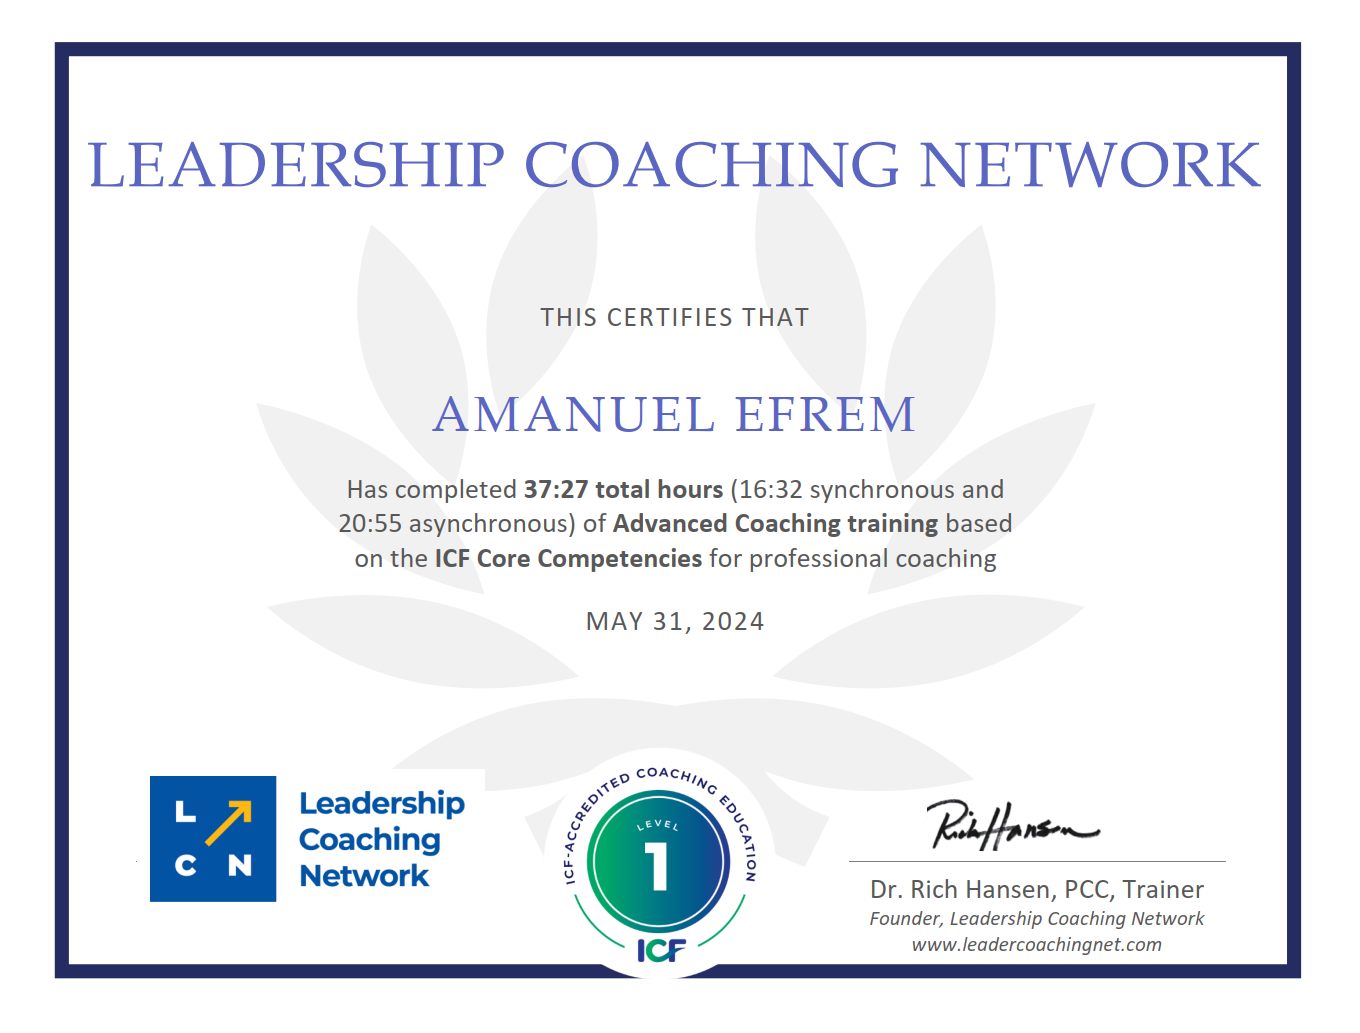 LEADERSHIP COACHING NETWORK
THIS CERTIFIES THAT
AMANUEL EFREM
Has completed 37:27 total hours (16:32 synchronous and
20:55 asynchronous) of Advanced Coaching training based
on the ICF Core Competencies for professional coaching
MAY 31, 2024
L
C N
Leadership
Coaching
Network
ICF-ACCREDITED COACHING EDUCATION
LEVEL
1
ICF
Rich Hansen
Dr. Rich Hansen, PCC, Trainer
Founder, Leadership Coaching Network
www.leadercoachingnet.com